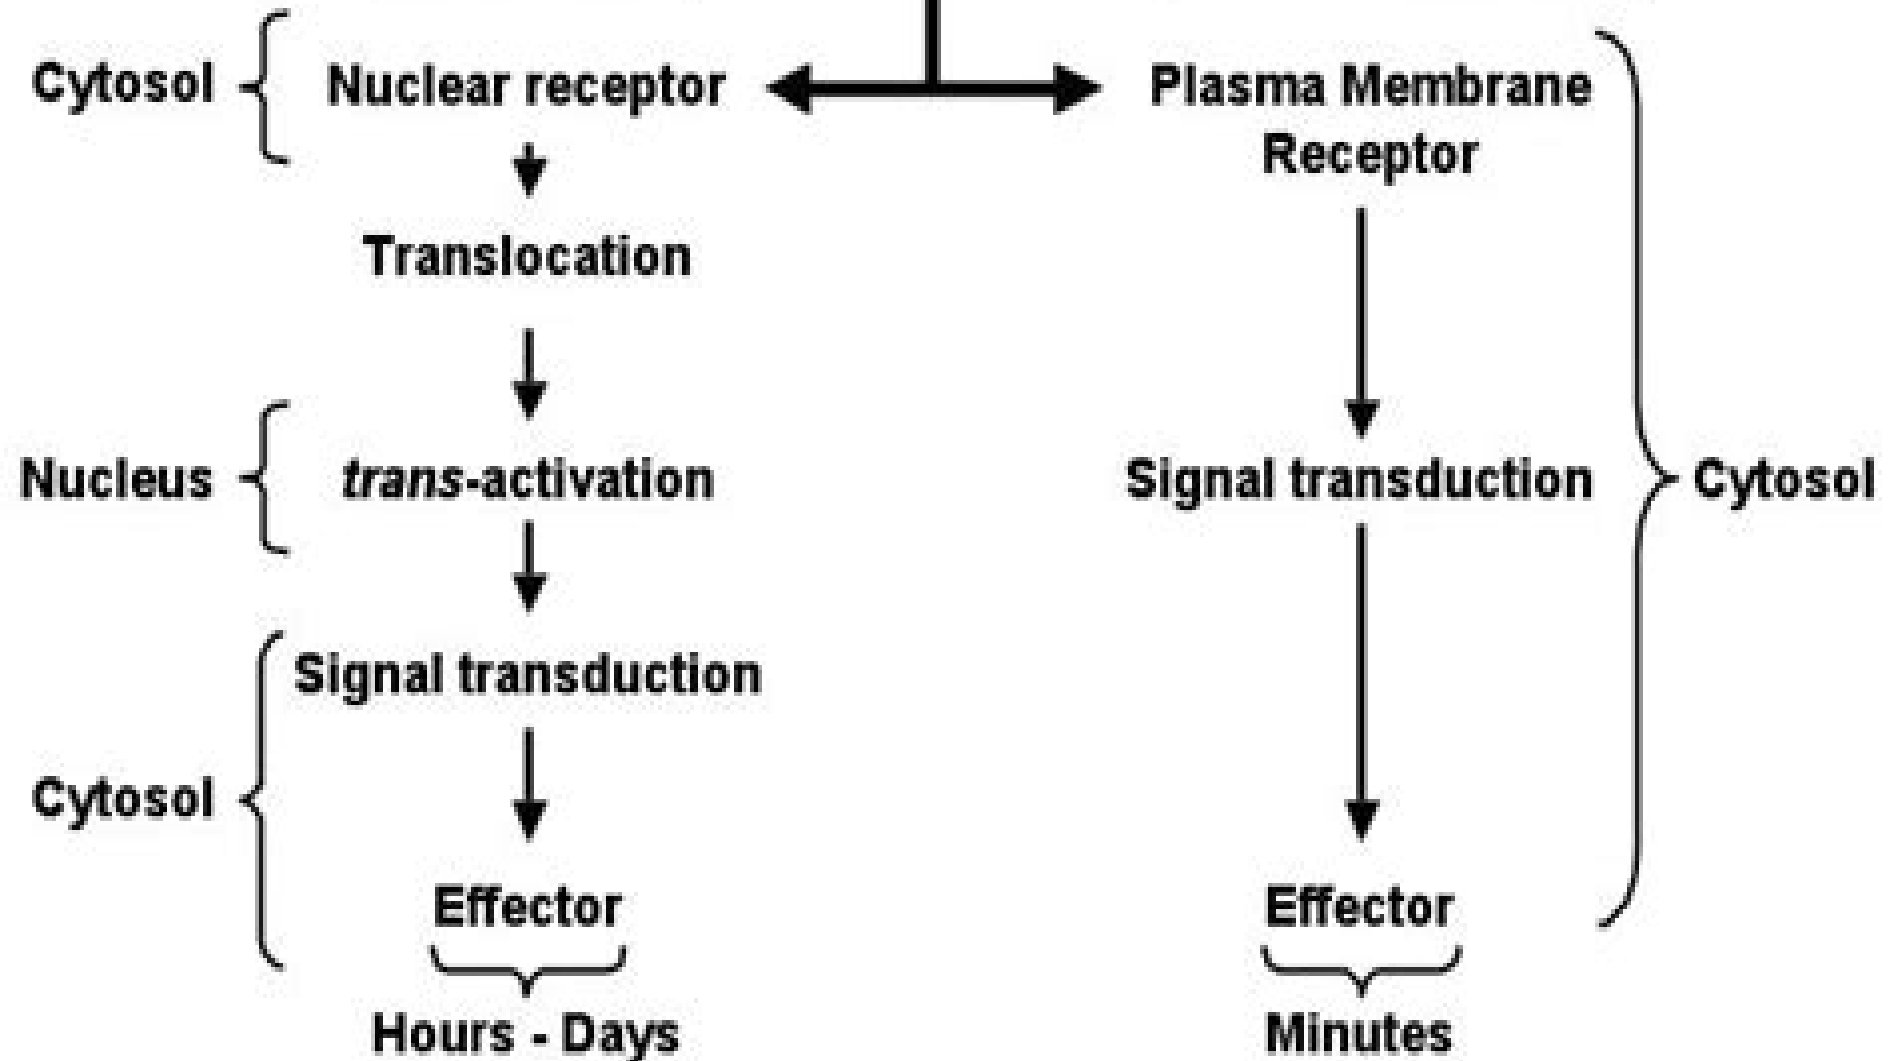 Cytosol
Nuclear receptor
Plasma Membrane
Receptor
Translocation
Nucleus
trans-activation
Signal transduction
Cytosol
Signal transduction
Cytosol
Effector
Effector
Hours - Days
Minutes